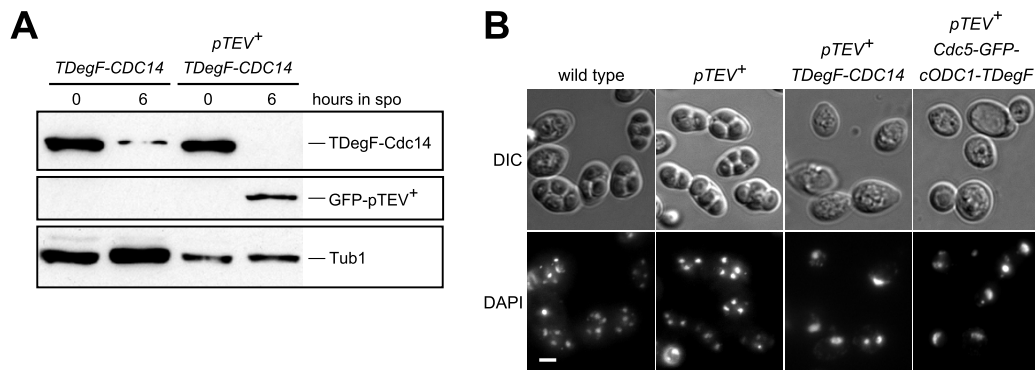 A
pTEV+
TDegF-CDC14 TDegF-CDC14
0 6 0 6 hours in spo
TDegF-Cdc14
GFP-pTEV+
Tub1
B
pTEV+
pTEV+ Cdc5-GFP-
wild type pTEV+ TDegF-CDC14 cODC1-TDegF
DIC
DAPI